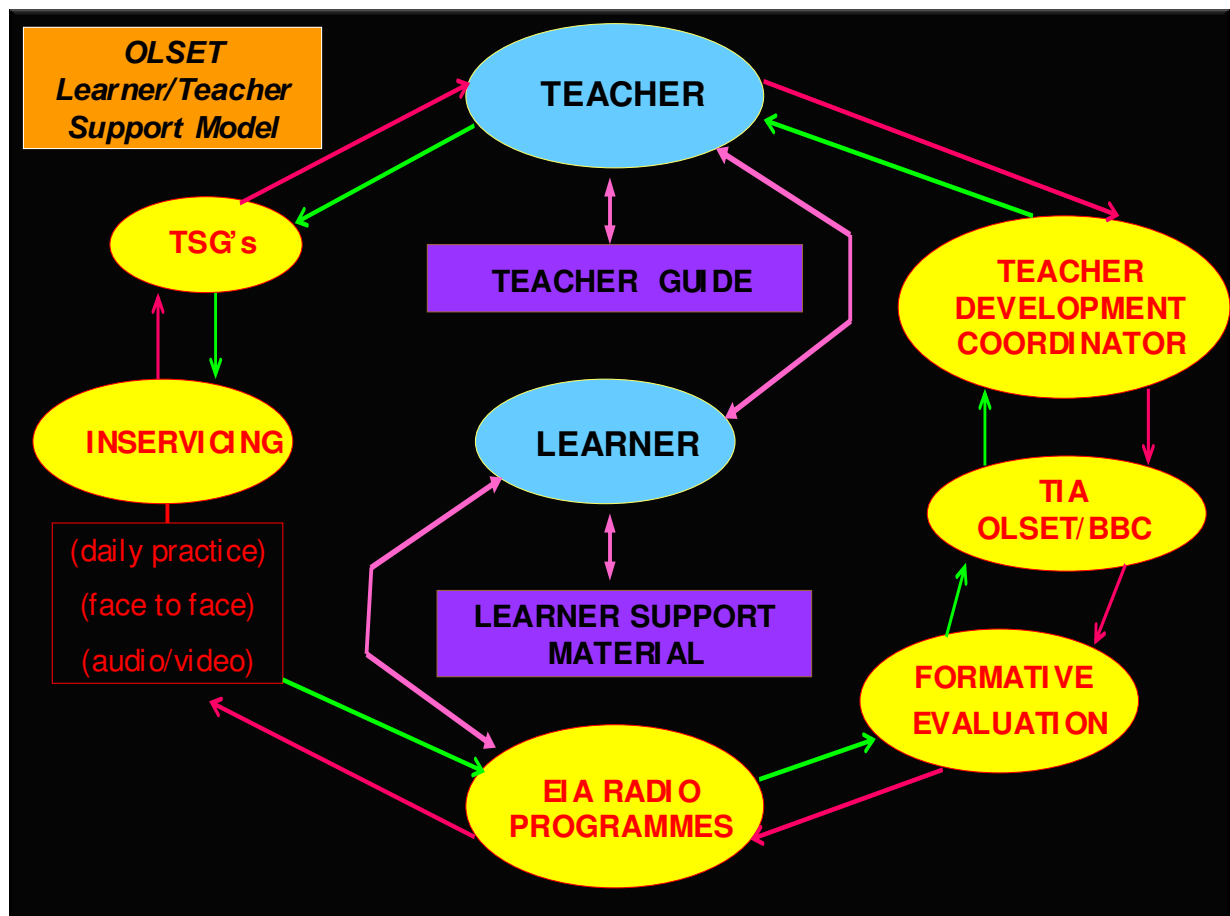 OLSET
Learner/Teacher
Support Model
TEACHER
TSG's
TEACHER GUIDE
TEACHER
DEVELOPMENT
COORDINATOR
INSERVICING
LEARNER
TIA
OLSET/BBC
(daily practice)
(face to face)
(audio/video)
LEARNER SUPPORT
MATERIAL
FORMATIVE
EVALUATION
EIA RADIO
PROGRAMMES